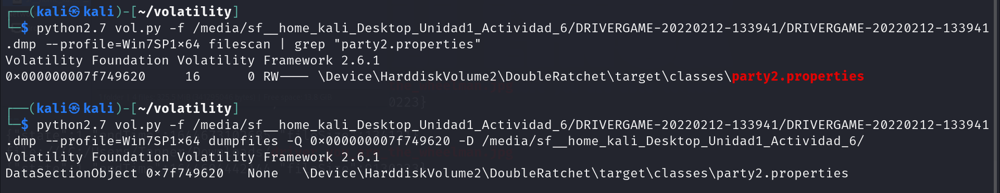 ┌──(kali㉿kali)-[~/volatility]
└─$ python2.7 vol.py -f /media/sf__home_kali_Desktop_Unidad1_Actividad_6/DRIVERGAME-20220212-133941/DRIVERGAME-20220212-133941
.dmp --profile=Win7SP1x64 filescan | grep "party2.properties"
Volatility Foundation Volatility Framework 2.6.1
0x000000007f749620     16      0 RW---- \Device\HarddiskVolume2\DoubleRatchet\target\classes\party2.properties
0223}
┌──(kali㉿kali)-[~/volatility]
└─$ python2.7 vol.py -f /media/sf__home_kali_Desktop_Unidad1_Actividad_6/DRIVERGAME-20220212-133941/DRIVERGAME-20220212-133941
.dmp --profile=Win7SP1x64 dumpfiles -Q 0x000000007f749620 -D /media/sf__home_kali_Desktop_Unidad1_Actividad_6/
Volatility Foundation Volatility Framework 2.6.1
DataSectionObject 0x7f749620   None   \Device\HarddiskVolume2\DoubleRatchet\target\classes\party2.properties